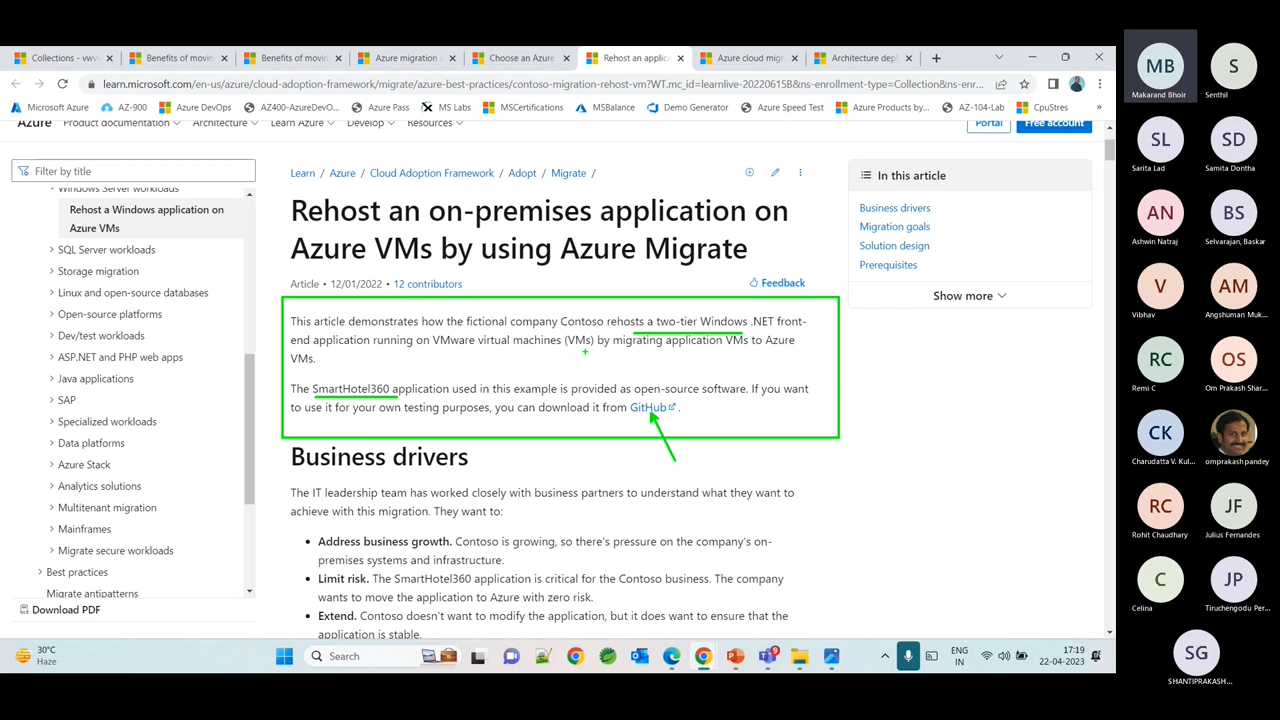 Collections - vwve
Benefits of movin
Benefits of movin
Azure migration a
Choose an Azure
Rehost an applica
Azure cloud mig
Architecture depl
learn.microsoft.com/en-us/azure/cloud-adoption-framework/migrate/azure-best-practices/contoso-migration-rehost-vm?WT.mc_id=learnlive-20220615B&ns-enrollment-type=Collection&ns-enr...
Microsoft Azure
AZ-900
Azure DevOps
AZ400-AzureDevO...
Azure Pass
MS Labs
MSCertifications
MSBalance
Demo Generator
Azure Speed Test
Azure Products by...
AZ-104-Lab
CpuStres
»
Azure
Product documentation
Architecture
Learn Azure
Develop
Resources
Portal
Free account
Filter by title
Windows Server workloads
Rehost a Windows application on
Azure VMs
SQL Server workloads
Storage migration
Linux and open-source databases
Open-source platforms
Dev/test workloads
ASP.NET and PHP web apps
Java applications
SAP
Specialized workloads
Data platforms
Azure Stack
Analytics solutions
Multitenant migration
Mainframes
Migrate secure workloads
Best practices
Migrate antipatterns
Download PDF
Learn / Azure / Cloud Adoption Framework / Adopt / Migrate /
Rehost an on-premises application on
Azure VMs by using Azure Migrate
Article • 12/01/2022 • 12 contributors
Feedback
This article demonstrates how the fictional company Contoso rehosts a two-tier Windows .NET front-
end application running on VMware virtual machines (VMs) by migrating application VMs to Azure
VMs.
The SmartHotel360 application used in this example is provided as open-source software. If you want
to use it for your own testing purposes, you can download it from GitHub .
Business drivers
The IT leadership team has worked closely with business partners to understand what they want to
achieve with this migration. They want to:
• Address business growth. Contoso is growing, so there's pressure on the company's on-
premises systems and infrastructure.
• Limit risk. The SmartHotel360 application is critical for the Contoso business. The company
wants to move the application to Azure with zero risk.
• Extend. Contoso doesn't want to modify the application, but it does want to ensure that the
application is stable.
In this article
Business drivers
Migration goals
Solution design
Prerequisites
Show more
30°C
Haze
Search
9
ENG
IN
17:19
22-04-2023
MB
Makarand Bhoir
S
Senthil
SL
Sarita Lad
SD
Samita Dontha
AN
Ashwin Natraj
BS
Selvarajan, Baskar
V
Vibhav
AM
Angshuman Muk...
RC
Remi C
OS
Om Prakash Shar...
CK
Charudatta V. Kul...
omprakash pandey
RC
Rohit Chaudhary
JF
Julius Fernandes
C
Celina
JP
Tiruchengodu Per...
SG
SHANTIPRAKASH...